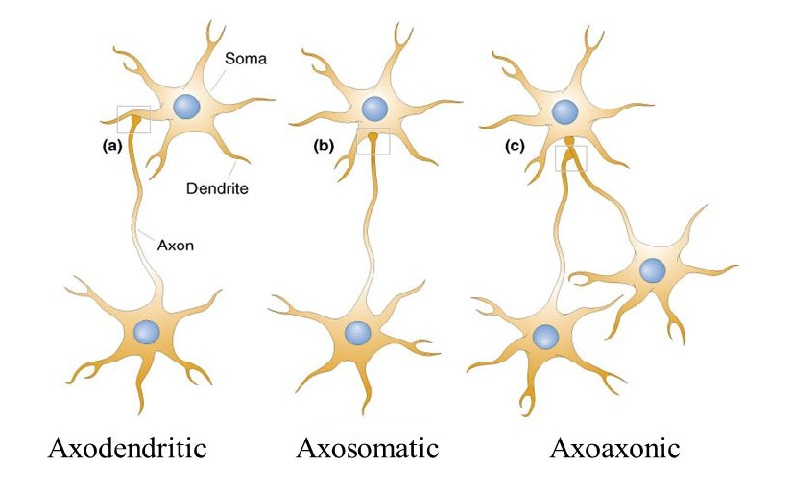 Soma
(a)
(b)
(c)
Dendrite
Axon
Axodendritic
Axosomatic
Axoaxonic